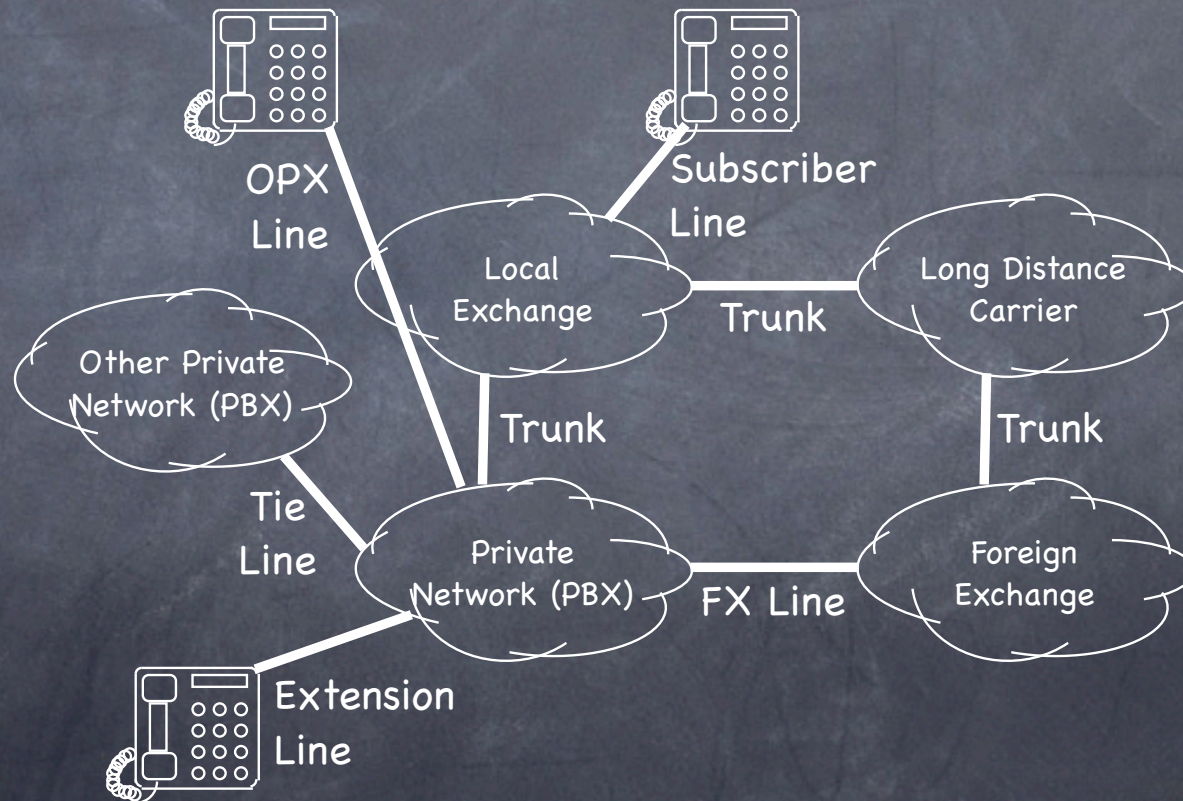 OPX
Line
Subscriber
Line
Local
Exchange
Trunk
Long Distance
Carrier
Other Private
Network (PBX)
Trunk
Trunk
Tie
Line
Private
Network (PBX)
FX Line
Foreign
Exchange
Extension
Line